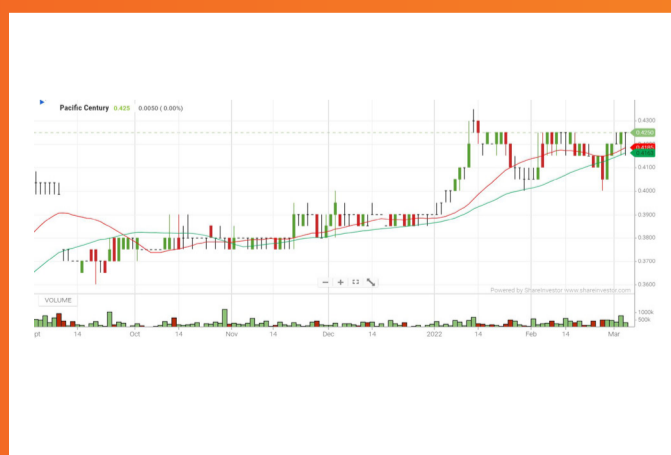 Pacific Century 0.425 0.0050 ( 0.00%)
0.4300
0.4250
0.4200
0.4100
0.4000
0.3900
0.3800
0.3700
0.3600
Powered by ShareInvestor www.shareinvestor.com
VOLUME
1000k
500k
pt 14 Oct 14 Nov 14 Dec 14 2022 14 Feb 14 Mar